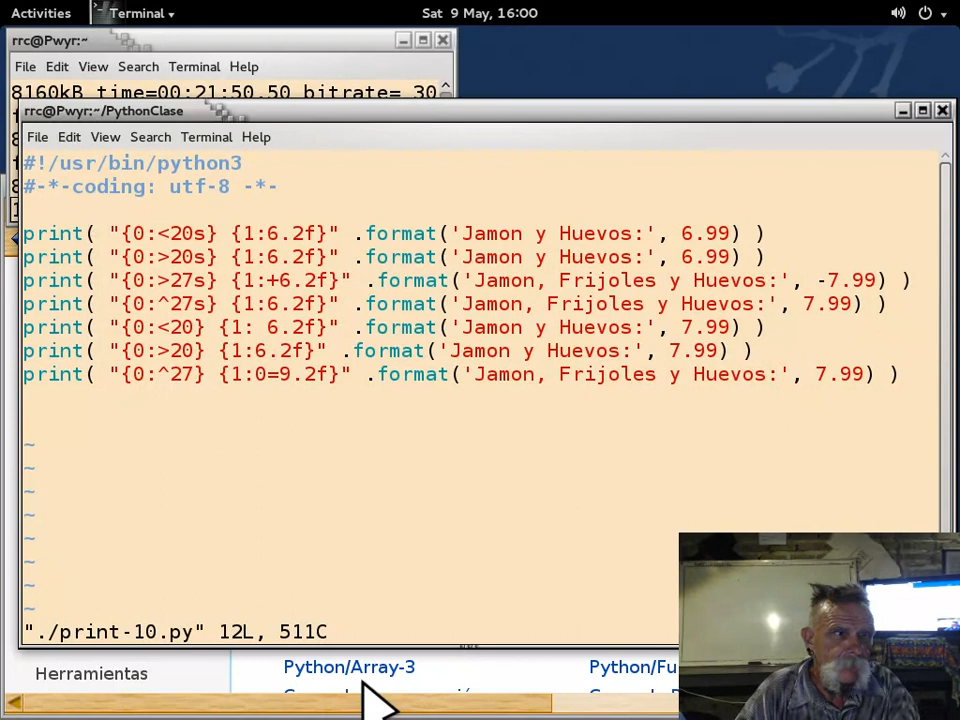 Activities Terminal Sat 9 May, 16:00
rrc@Pwyr:~
File Edit View Search Terminal Help
8160kB time=00:21:50.50 bitrate= 30
rrc@Pwyr:~/PythonClase
File Edit View Search Terminal Help
#!/usr/bin/python3
#-*-coding: utf-8 -*-
print( "{0:<20s} {1:6.2f}" .format('Jamon y Huevos:', 6.99) )
print( "{0:>20s} {1:6.2f}" .format('Jamon y Huevos:', 6.99) )
print( "{0:>27s} {1:+6.2f}" .format('Jamon, Frijoles y Huevos:', -7.99) )
print( "{0:^27s} {1:6.2f}" .format('Jamon, Frijoles y Huevos:', 7.99) )
print( "{0:<20} {1: 6.2f}" .format('Jamon y Huevos:', 7.99) )
print( "{0:>20} {1:6.2f}" .format('Jamon y Huevos:', 7.99) )
print( "{0:^27} {1:0=9.2f}" .format('Jamon, Frijoles y Huevos:', 7.99) )
~
~
~
~
~
~
~
~
"./print-10.py" 12L, 511C
Herramientas Python/Array-3 Python/Fu